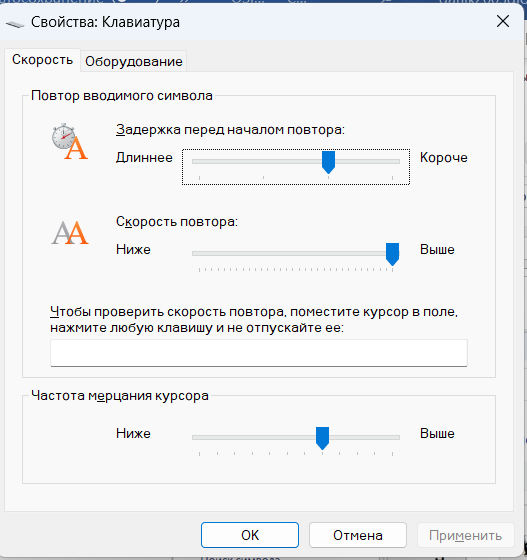 Свойства: Клавиатура
Скорость
Оборудование
Повтор вводимого символа
Задержка перед началом повтора:
Длиннее
Короче
Скорость повтора:
Ниже
Выше
Чтобы проверить скорость повтора, поместите курсор в поле,
нажмите любую клавишу и не отпускайте ее:
Частота мерцания курсора
Ниже
Выше
OK
Отмена
Применить